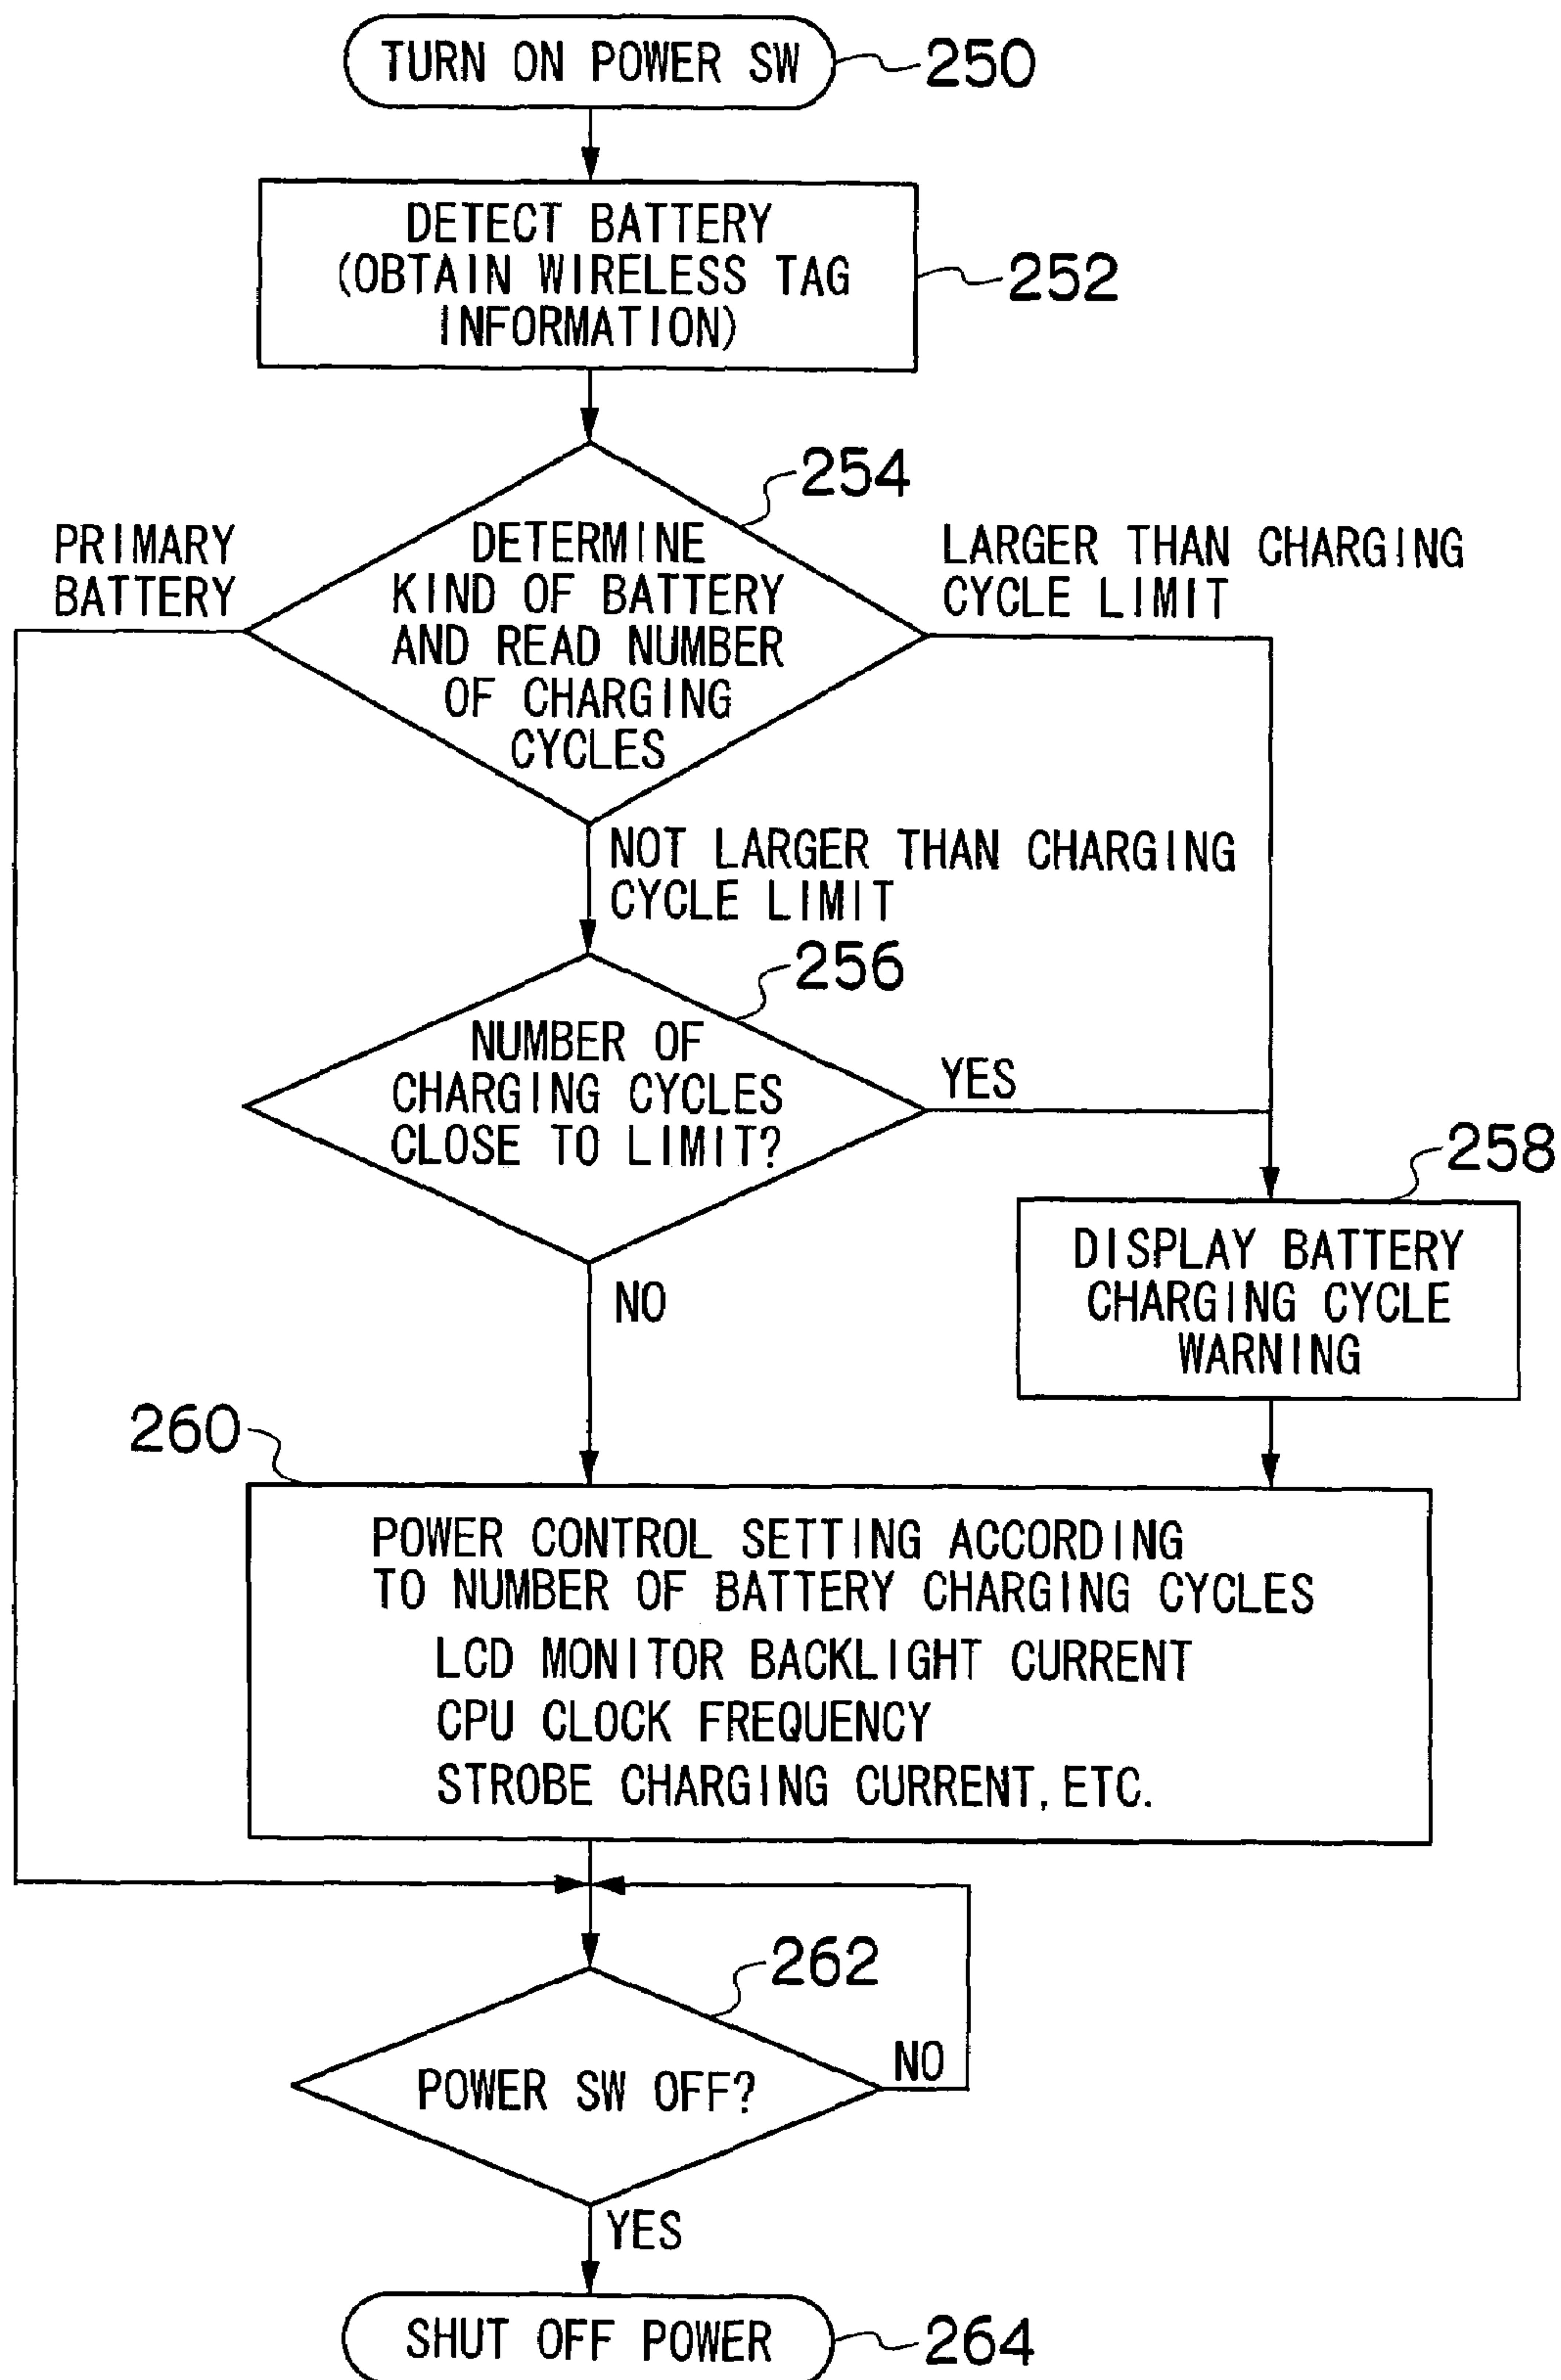 TURN ON POWER SW
250
DETECT BATTERY
(OBTAIN WIRELESS TAG
INFORMATION)
252
254
PRIMARY
BATTERY
DETERMINE
KIND OF BATTERY
AND READ NUMBER
OF CHARGING
CYCLES
LARGER THAN CHARGING
CYCLE LIMIT
NOT LARGER THAN CHARGING
CYCLE LIMIT
256
NUMBER OF
CHARGING CYCLES
CLOSE TO LIMIT?
YES
258
DISPLAY BATTERY
CHARGING CYCLE
WARNING
NO
260
POWER CONTROL SETTING ACCORDING
TO NUMBER OF BATTERY CHARGING CYCLES
LCD MONITOR BACKLIGHT CURRENT
CPU CLOCK FREQUENCY
STROBE CHARGING CURRENT, ETC.
262
POWER SW OFF?
NO
YES
SHUT OFF POWER
264